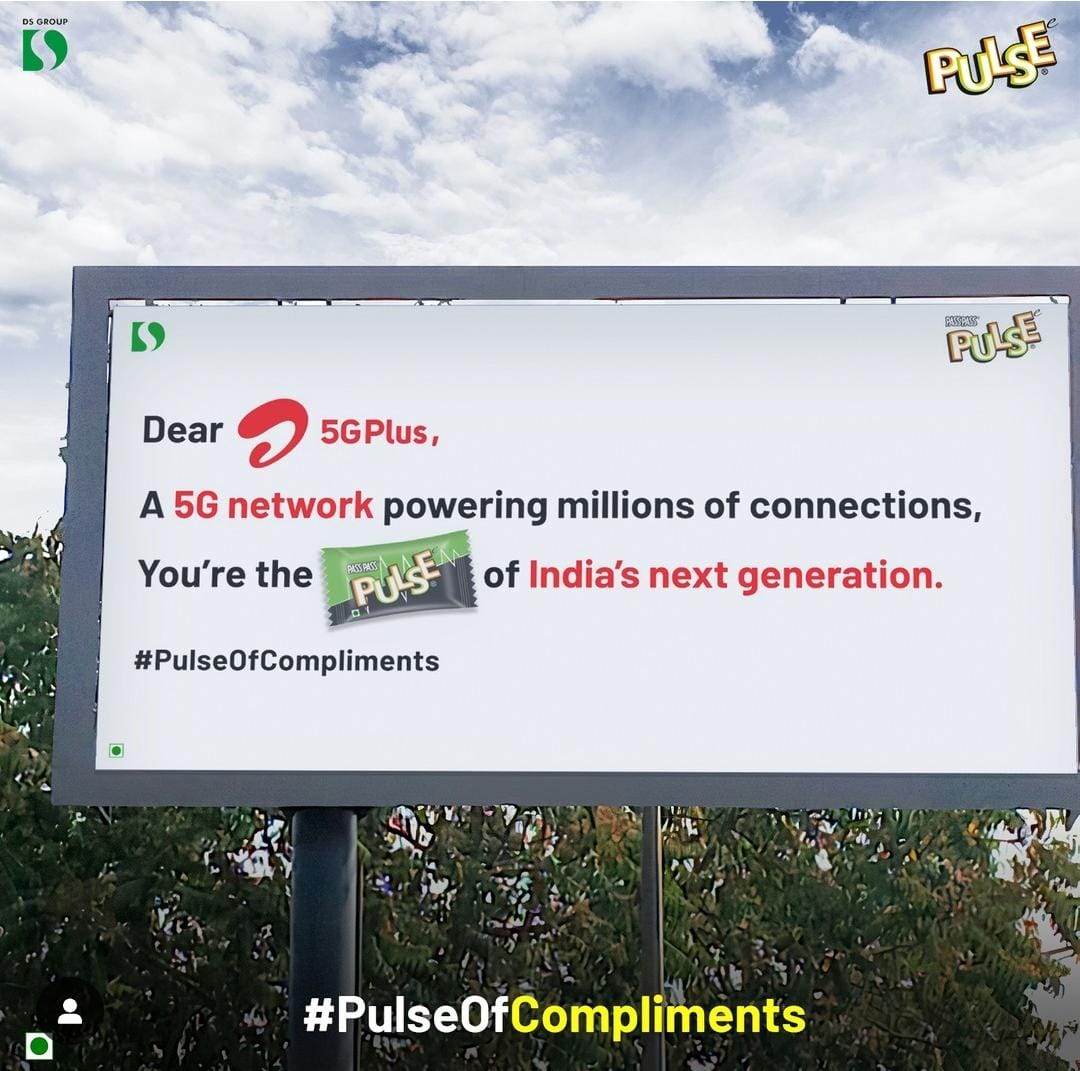 DS GROUP
PULSE
PASS PASS
PULSE
Dear 5G Plus,
A 5G network powering millions of connections,
You're the PASS PASS PULSE of India's next generation.
#PulseOfCompliments
#PulseOfCompliments